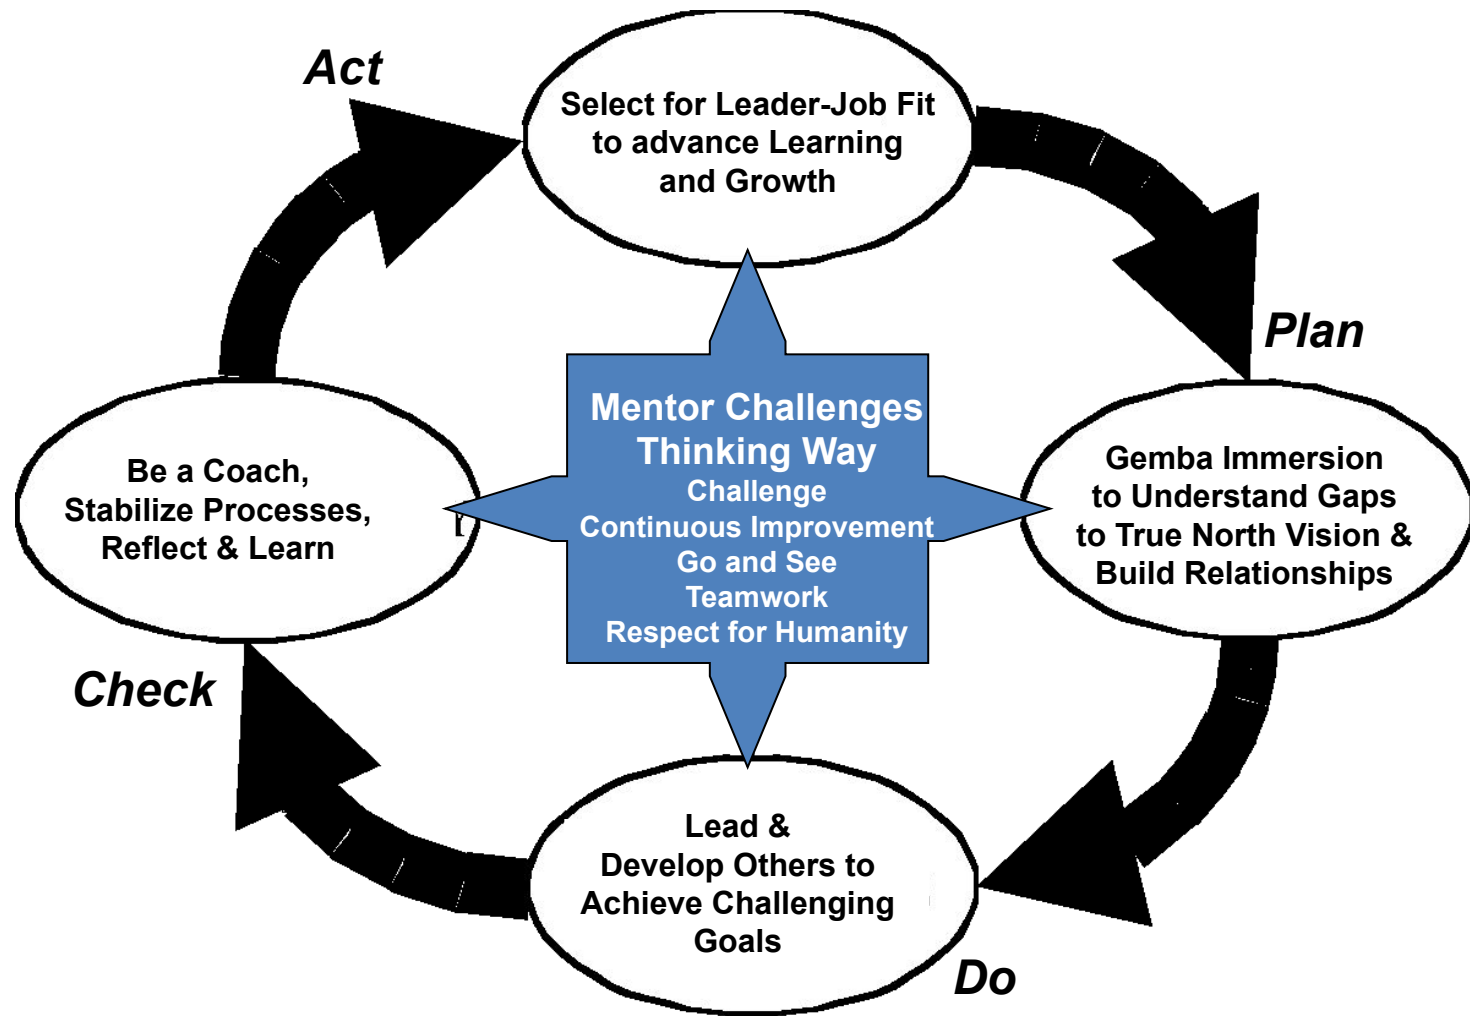 Act
Select for Leader-Job Fit
to advance Learning
and Growth
Plan
Mentor Challenges
Thinking Way
Challenge
Continuous Improvement
Go and See
Teamwork
Respect for Humanity
Be a Coach,
Stabilize Processes,
Reflect & Learn
Gemba Immersion
to Understand Gaps
to True North Vision &
Build Relationships
Check
Lead &
Develop Others to
Achieve Challenging
Goals
Do